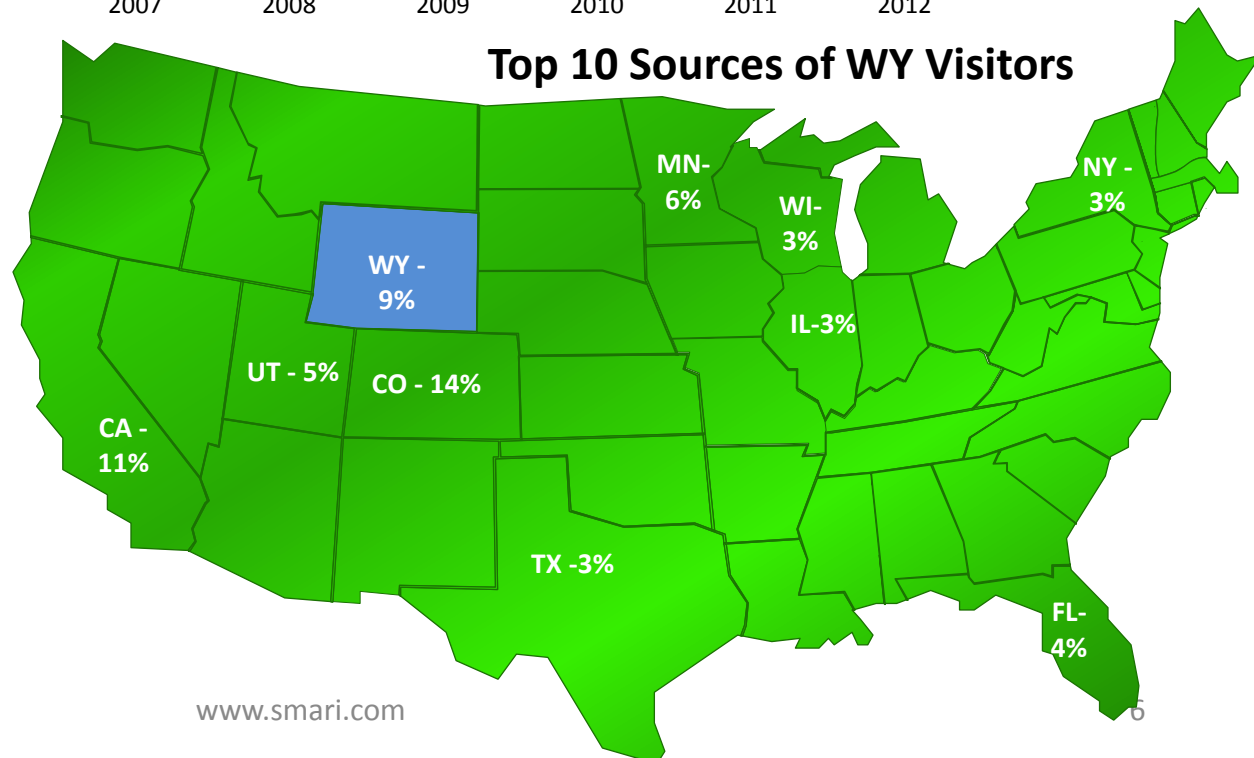 2007 2008 2009 2010 2011 2012
Top 10 Sources of WY Visitors
MN-
6%
NY -
3%
WI-
3%
WY -
9%
IL-3%
UT - 5%
CO - 14%
CA -
11%
TX -3%
FL-
4%
www.smari.com
6